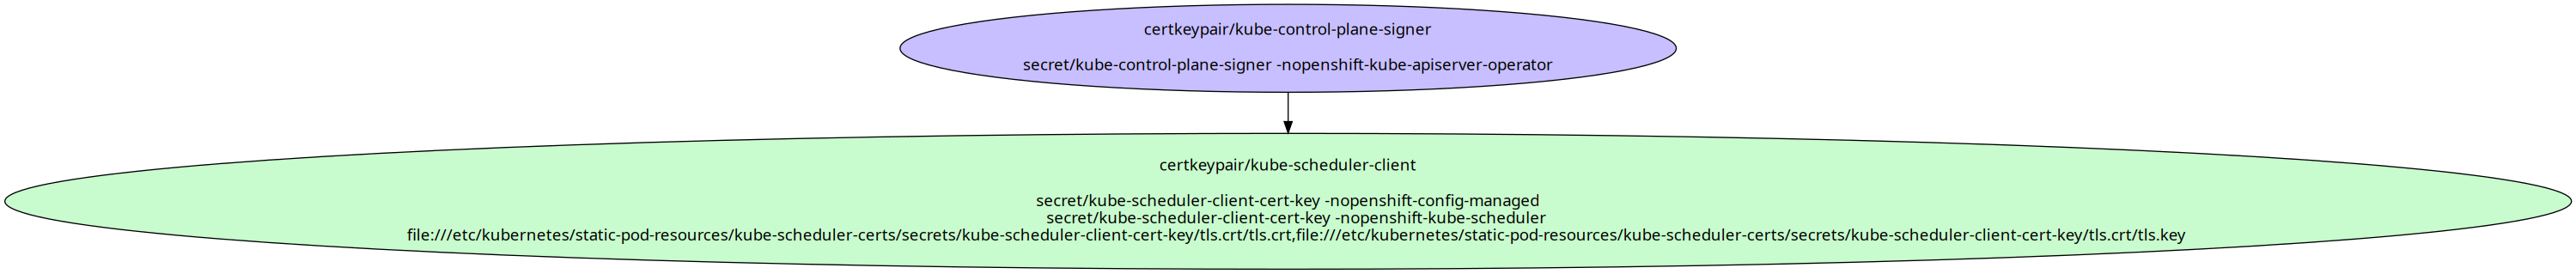 certkeypair/kube-control-plane-signer
secret/kube-control-plane-signer -nopenshift-kube-apiserver-operator
certkeypair/kube-scheduler-client
secret/kube-scheduler-client-cert-key -nopenshift-config-managed
secret/kube-scheduler-client-cert-key -nopenshift-kube-scheduler
file:///etc/kubernetes/static-pod-resources/kube-scheduler-certs/secrets/kube-scheduler-client-cert-key/tls.crt/tls.crt,file:///etc/kubernetes/static-pod-resources/kube-scheduler-certs/secrets/kube-scheduler-client-cert-key/tls.crt/tls.key